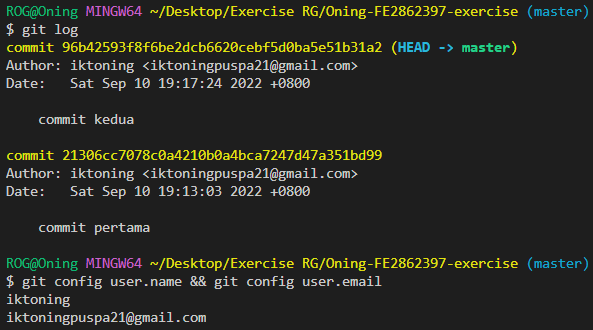 ROG@Oning MINGW64 ~/Desktop/Exercise RG/Oning-FE2862397-exercise (master)
$ git log
commit 96b42593f8f6be2dcb6620cebf5d0ba5e51b31a2 (HEAD -> master)
Author: iktoning <iktoningpuspa21@gmail.com>
Date:   Sat Sep 10 19:17:24 2022 +0800
    commit kedua
commit 21306cc7078c0a4210b0a4bca7247d47a351bd99
Author: iktoning <iktoningpuspa21@gmail.com>
Date:   Sat Sep 10 19:13:03 2022 +0800
    commit pertama
ROG@Oning MINGW64 ~/Desktop/Exercise RG/Oning-FE2862397-exercise (master)
$ git config user.name && git config user.email
iktoning
iktoningpuspa21@gmail.com